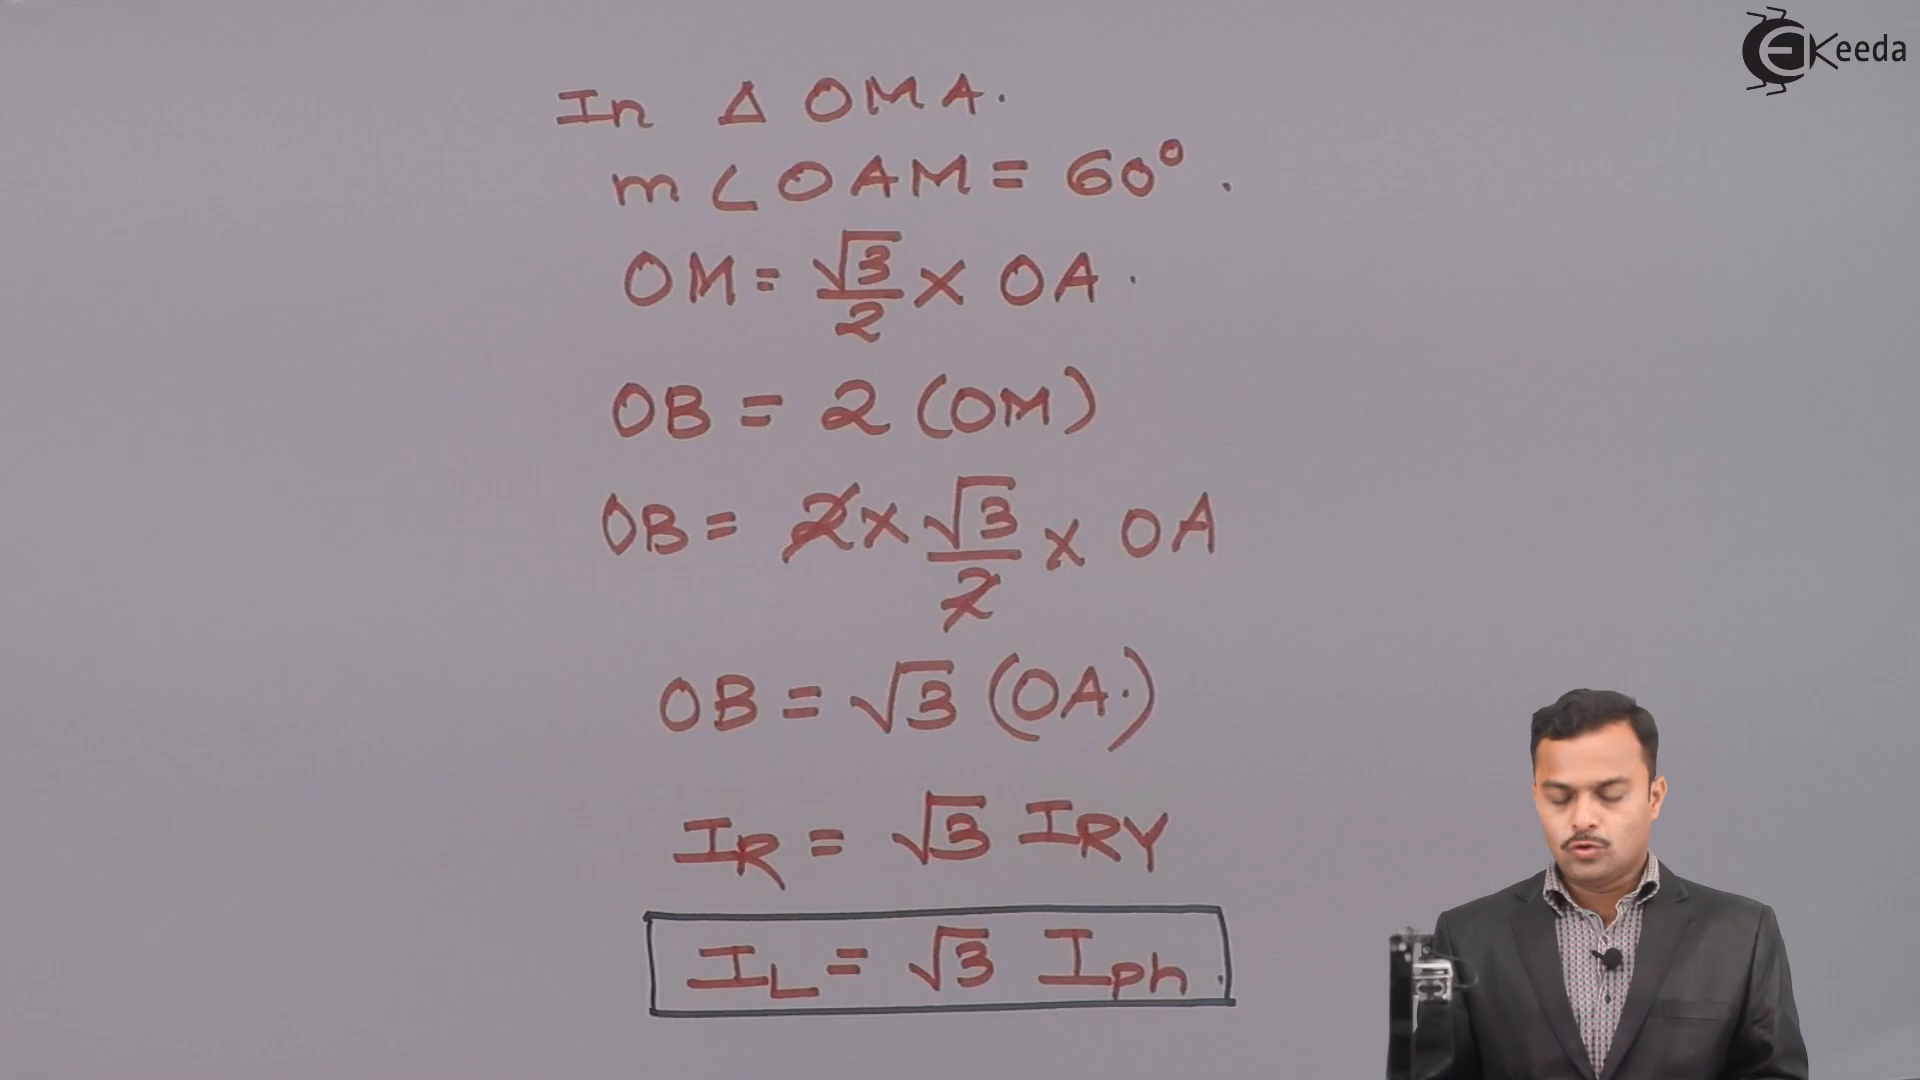 In Δ OMA.
m∠OAM = 60°.
OM = √3/2 × OA.
OB = 2 (OM)
OB = 2 × √3/2 × OA
OB = √3 (OA.)
IR = √3 IRY
IL = √3 Iph.
EKeeda